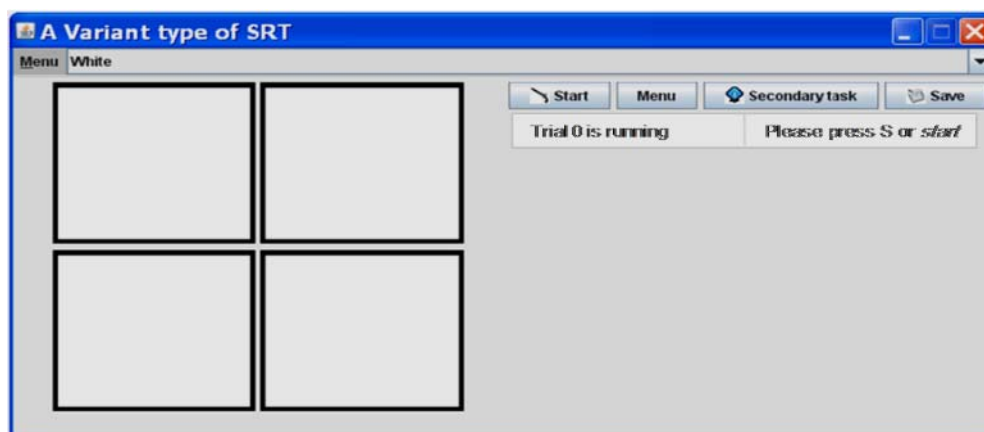 A Variant type of SRT
Menu White
Start Menu Secondary task Save
Trial 0 is running Please press S or start